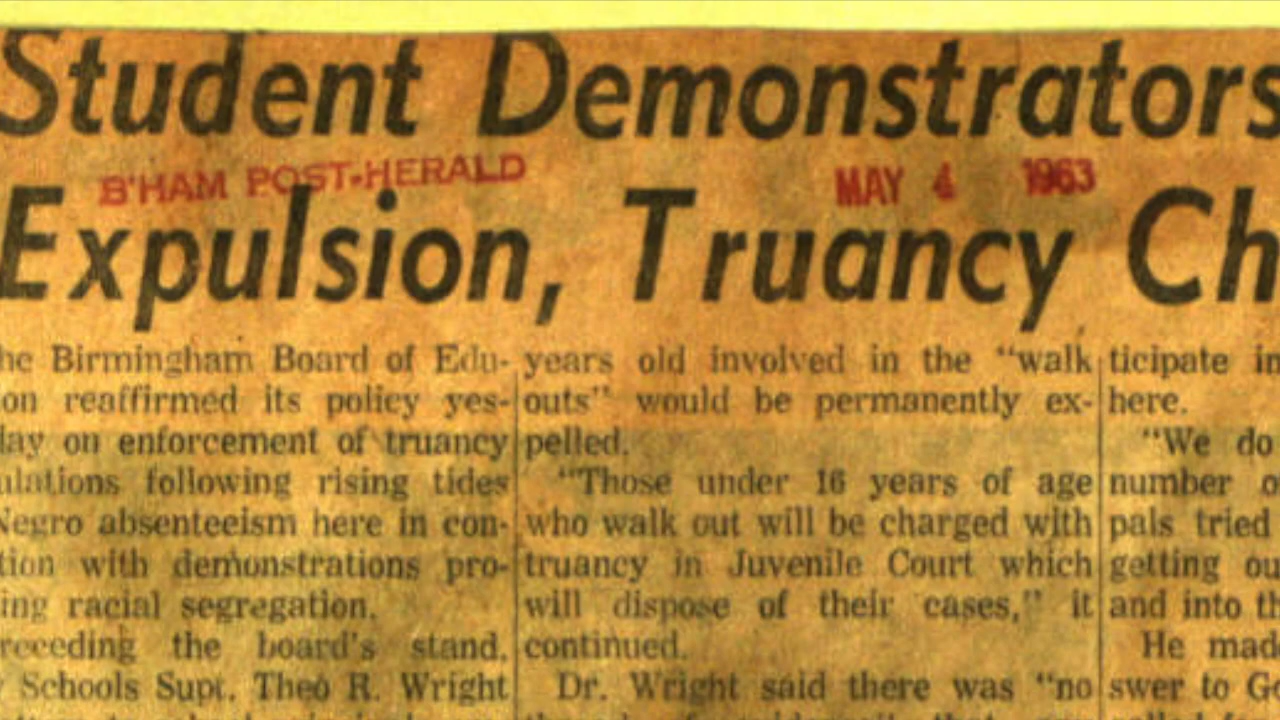 Student Demonstrators
B'HAM POST-HERALD MAY 4 1963
Expulsion, Truancy Ch
he Birmingham Board of Edu-
on reaffirmed its policy yes-
day on enforcement of truancy
ulations following rising tides
Negro absenteeism here in con-
tion with demonstrations pro-
ing racial segregation.
receding the board's stand,
Schools Supt. Theo R. Wright
years old involved in the "walk
outs" would be permanently ex-
pelled.
"Those under 16 years of age
who walk out will be charged with
truancy in Juvenile Court which
will dispose of their cases," it
continued.
Dr. Wright said there was "no
ticipate in
here.
"We do
number o
pals tried
getting ou
and into th
He mad
swer to Go